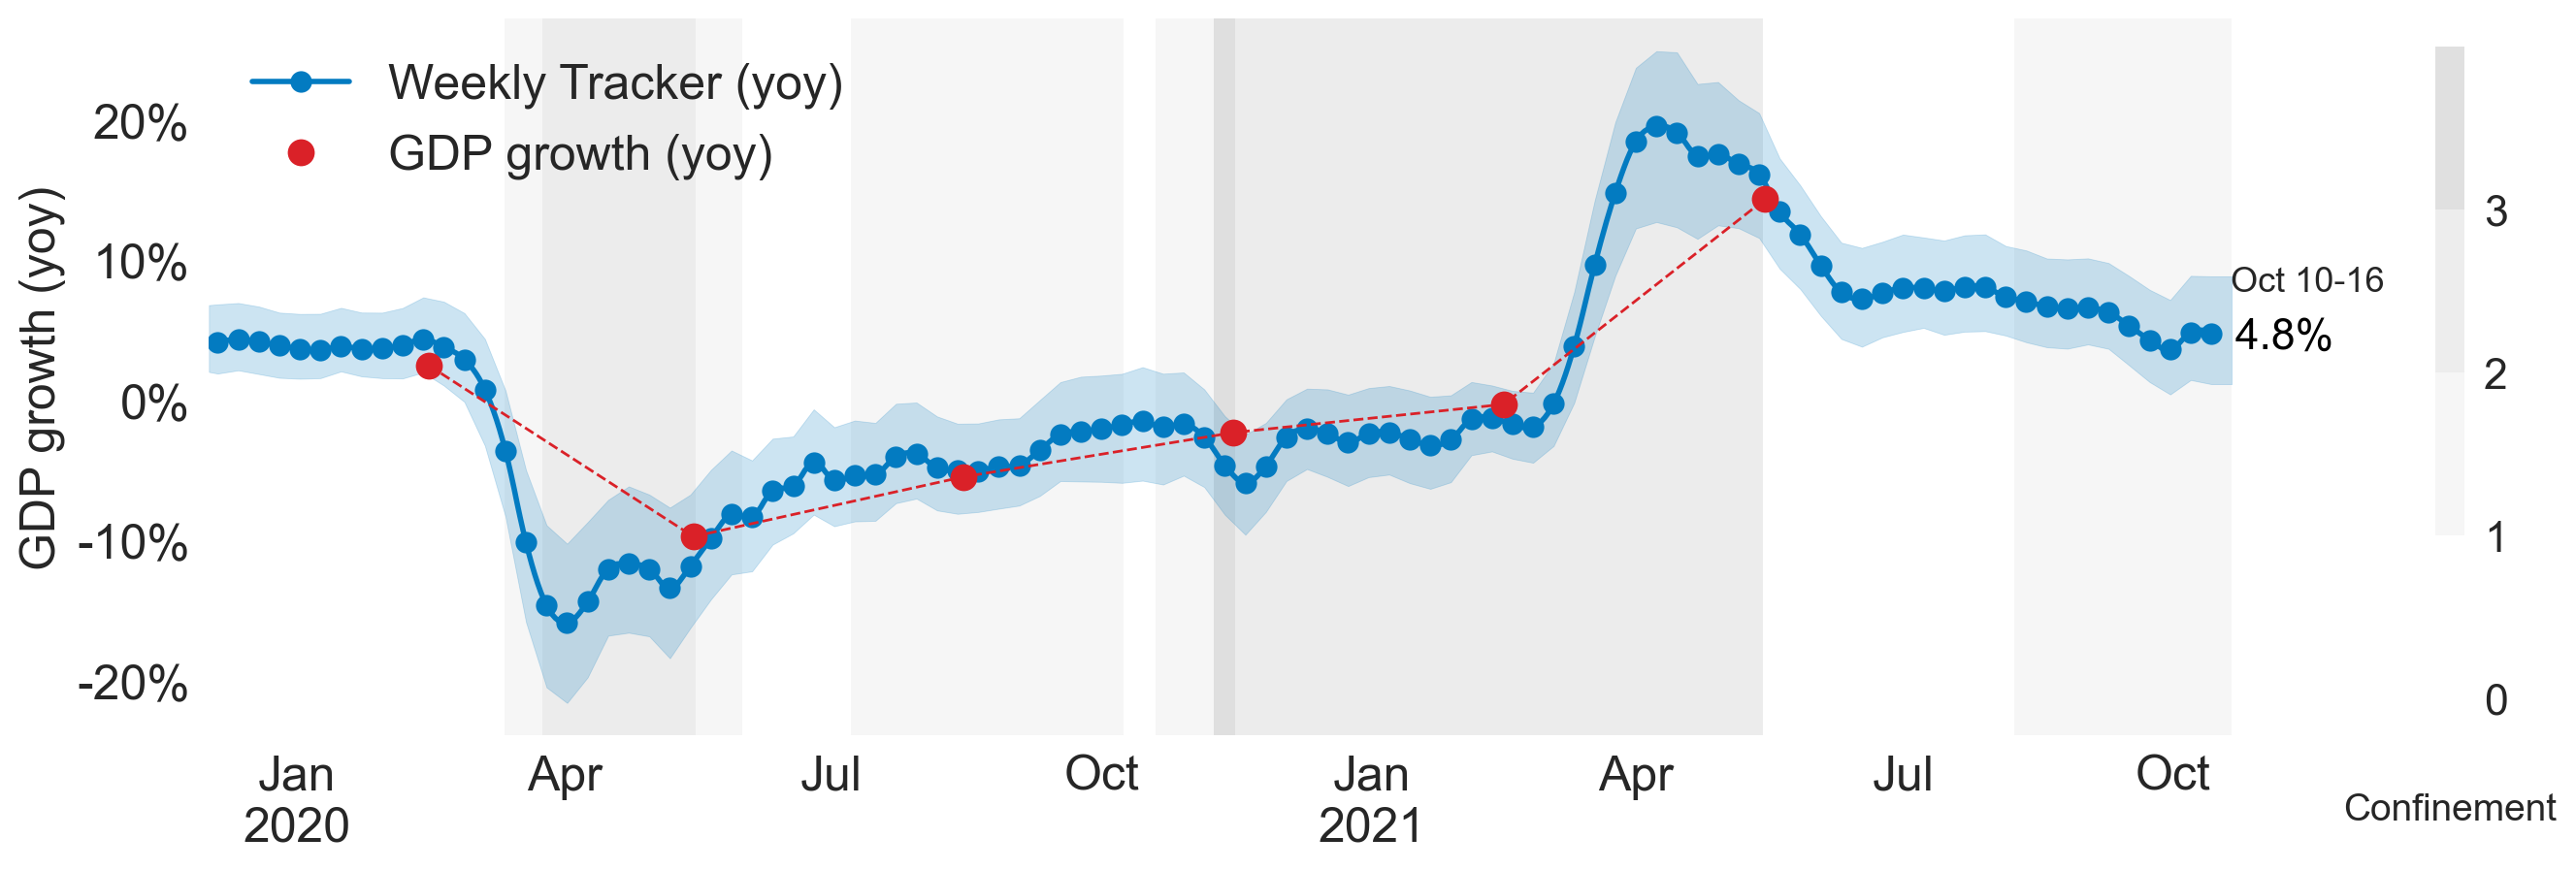 Weekly Tracker (yoy)
GDP growth (yoy)
GDP growth (yoy)
20%
10%
0%
-10%
-20%
Jan
2020
Apr
Jul
Oct
Jan
2021
Apr
Jul
Oct
Oct 10-16
4.8%
3
2
1
0
Confinement